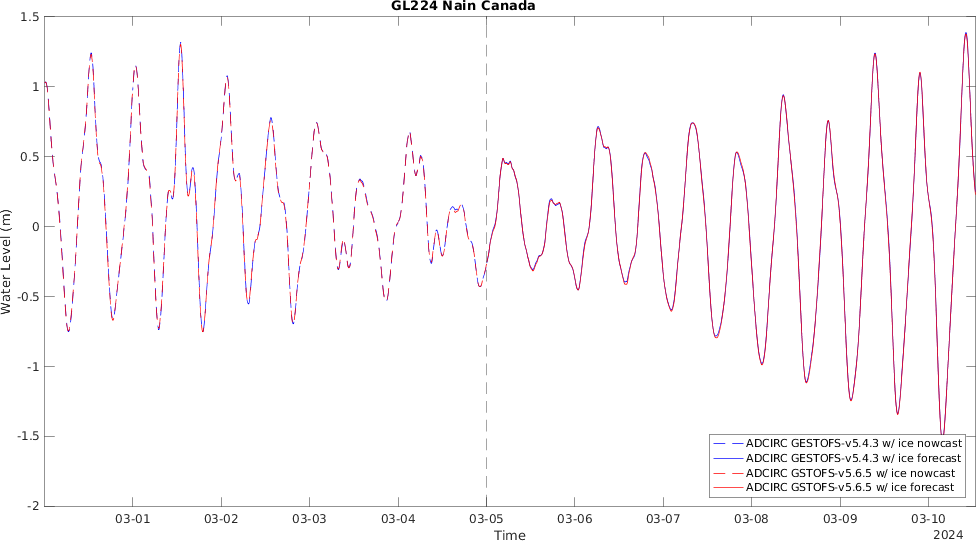 GL224 Nain Canada
1.5
1
0.5
0
-0.5
-1
-1.5
-2
Water Level (m)
ADCIRC GESTOFS-v5.4.3 w/ ice nowcast
ADCIRC GESTOFS-v5.4.3 w/ ice forecast
ADCIRC GSTOFS-v5.6.5 w/ ice nowcast
ADCIRC GSTOFS-v5.6.5 w/ ice forecast
03-01 03-02 03-03 03-04 03-05 03-06 03-07 03-08 03-09 03-10
Time
2024